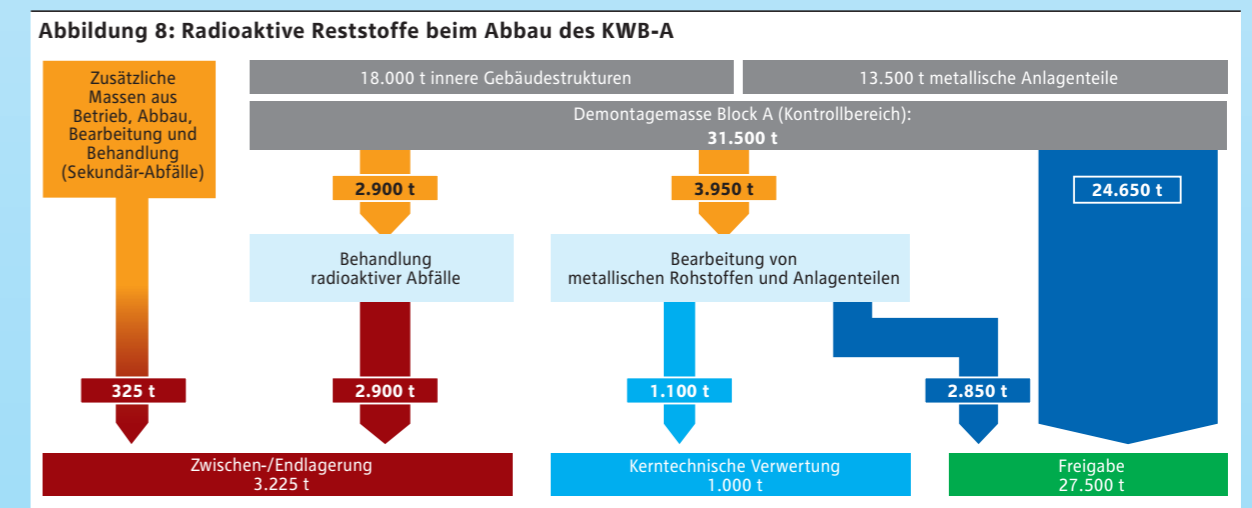 Abbildung 8: Radioaktive Reststoffe beim Abbau des KWB-A
Zusätzliche
Massen aus
Betrieb, Abbau,
Bearbeitung und
Behandlung
(Sekundär-Abfälle)
18.000 t innere Gebäudestrukturen
13.500 t metallische Anlagenteile
Demontagemasse Block A (Kontrollbereich):
31.500 t
2.900 t
3.950 t
24.650 t
Behandlung
radioaktiver Abfälle
Bearbeitung von
metallischen Rohstoffen und Anlagenteilen
325 t
2.900 t
1.100 t
2.850 t
Zwischen-/Endlagerung
3.225 t
Kerntechnische Verwertung
1.000 t
Freigabe
27.500 t